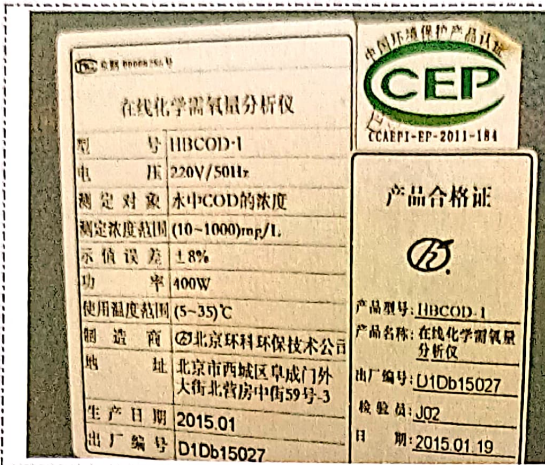 在线化学需氧量分析仪
型 号 HBCOD-1
电 压 220V/50Hz
测定对象 水中COD的浓度
测定浓度范围 (10~1000)mg/L
示值误差 ±8%
功 率 400W
使用温度范围 (5~35)℃
制造商 北京环科环保技术公司
地 址 北京市西城区阜成门外
大街北营房中街59号-3
生产日期 2015.01
出厂编号 D1Db15027
中国环境保护产品认证
CEP
CCAEPI-EP-2011-184
产品合格证
产品型号: HBCOD-1
产品名称: 在线化学需氧量
分析仪
出厂编号: D1Db15027
检验员: J02
日 期: 2015.01.19